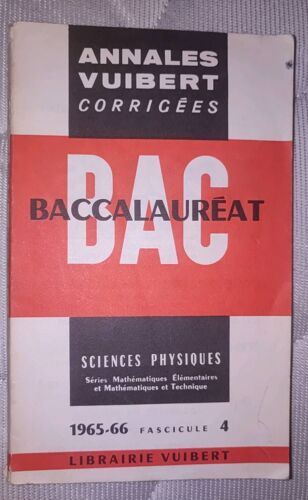 ANNALES
VUIBERT
CORRIGÉES
BAC
BACCALAURÉAT
SCIENCES PHYSIQUES
Séries Mathématiques Élémentaires
et Mathématiques et Technique
1965-66 FASCICULE 4
LIBRAIRIE VUIBERT